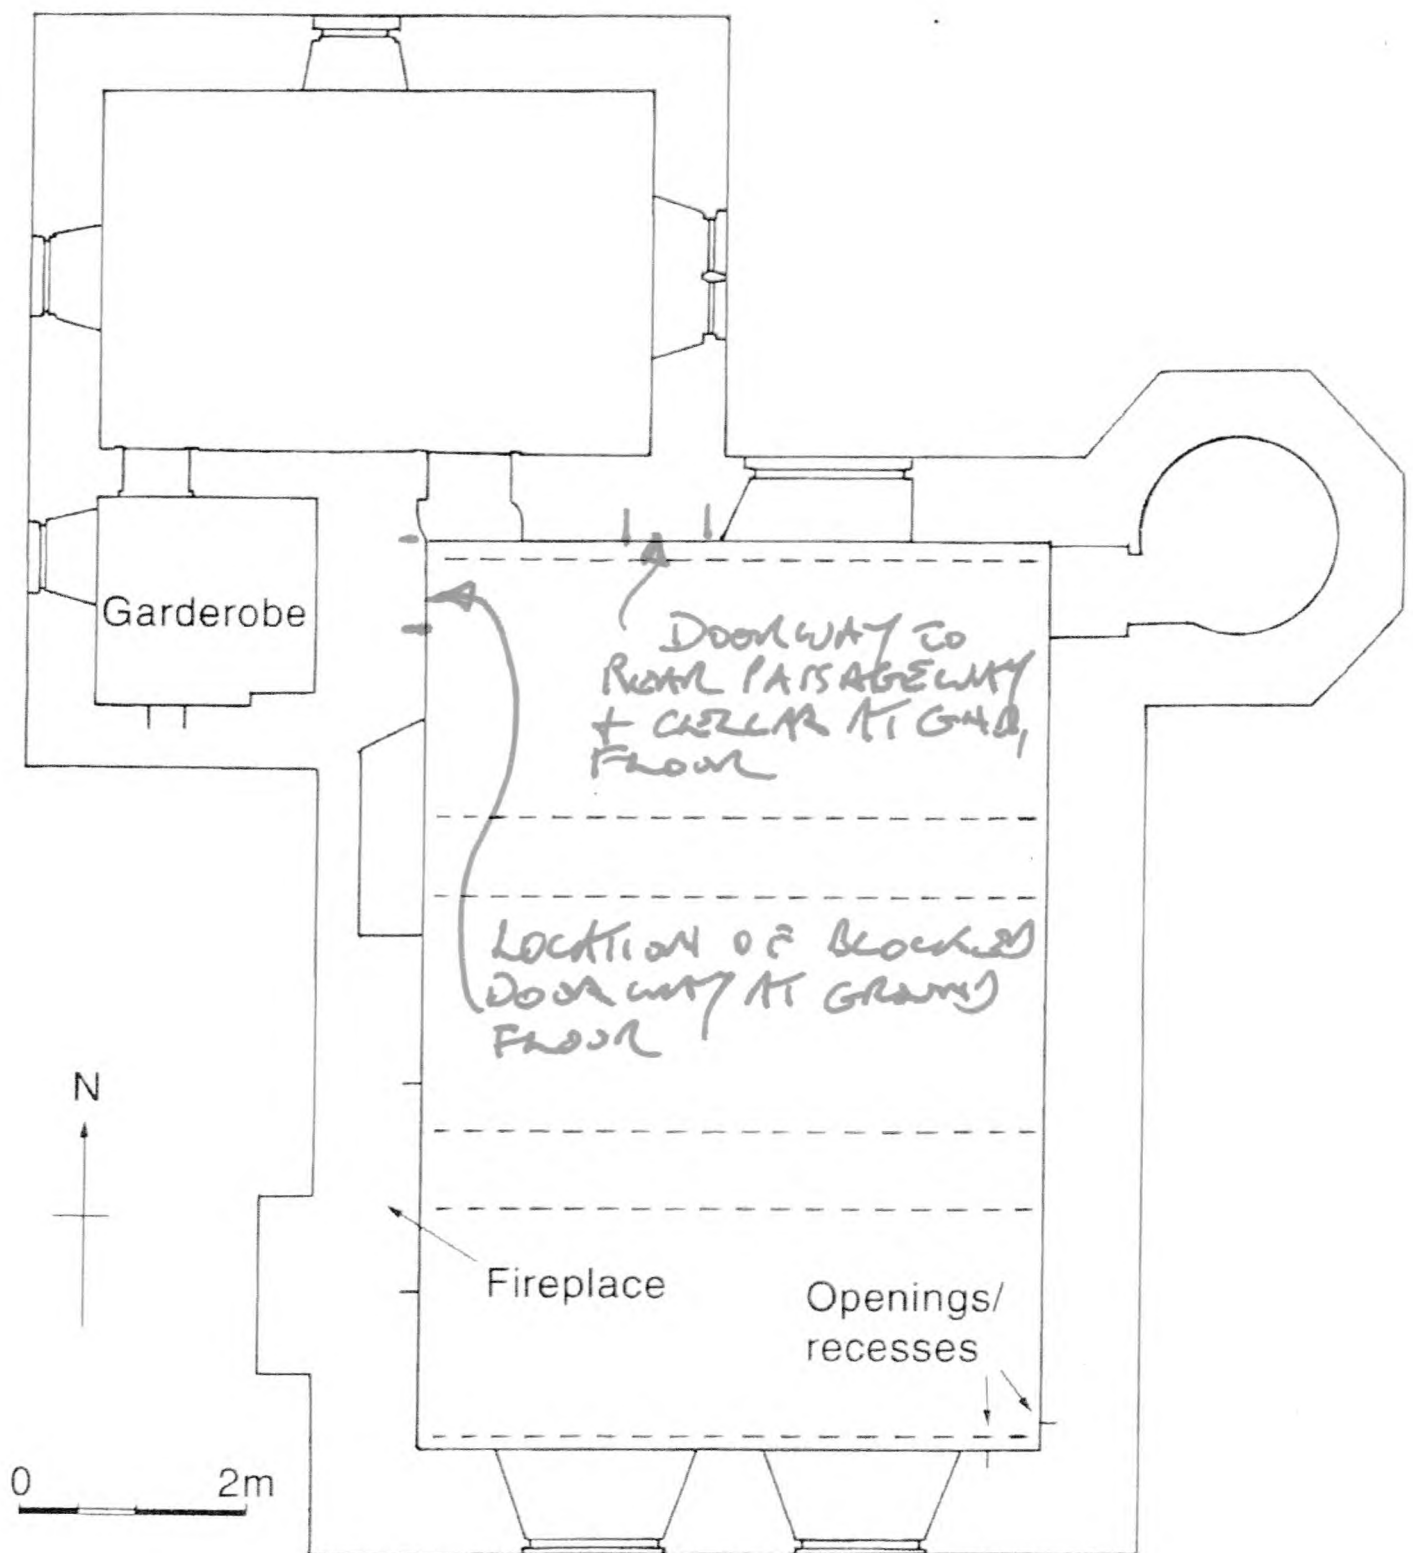 Garderobe
DOORWAY TO
REAR PASSAGEWAY
+ CELLAR AT GND,
FLOOR
LOCATION OF BLOCKED
DOORWAY AT GROUND
FLOOR
N
Fireplace
Openings/
recesses
0 2m